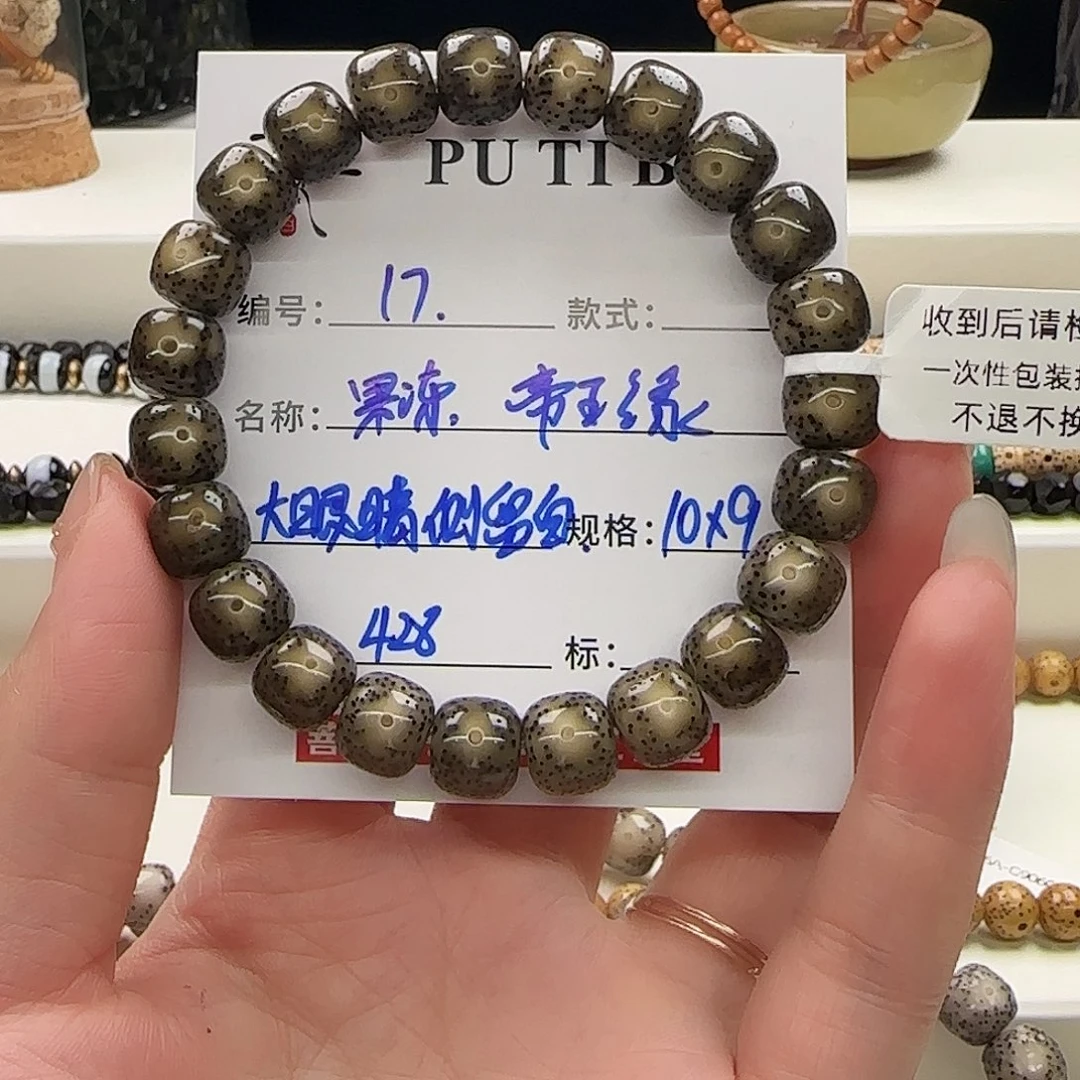 PU TI B
编号: 17. 款式:
名称: 果冻. 帝王绿
大眼睛侧留白. 规格: 10x9
428 标:
收到后请检
一次性包装
不退不换